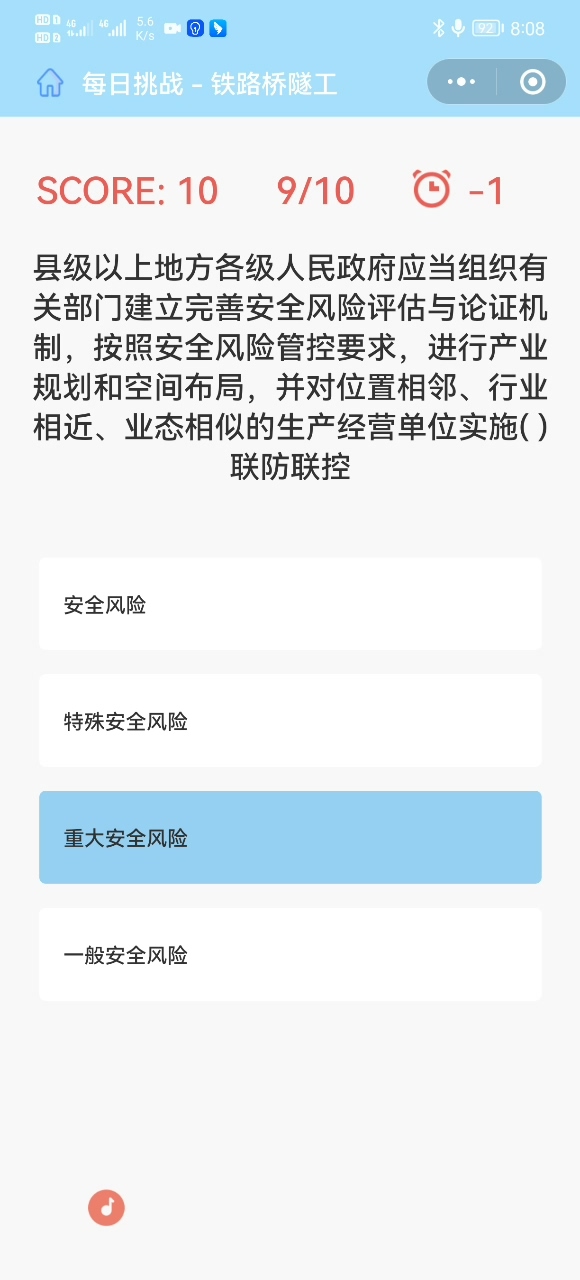 HD 1 4G 4G 5.6 92 8:08
HD 2 K/s
每日挑战 - 铁路桥隧工
SCORE: 10 9/10 -1
县级以上地方各级人民政府应当组织有
关部门建立完善安全风险评估与论证机
制，按照安全风险管控要求，进行产业
规划和空间布局，并对位置相邻、行业
相近、业态相似的生产经营单位实施( )
联防联控
安全风险
特殊安全风险
重大安全风险
一般安全风险